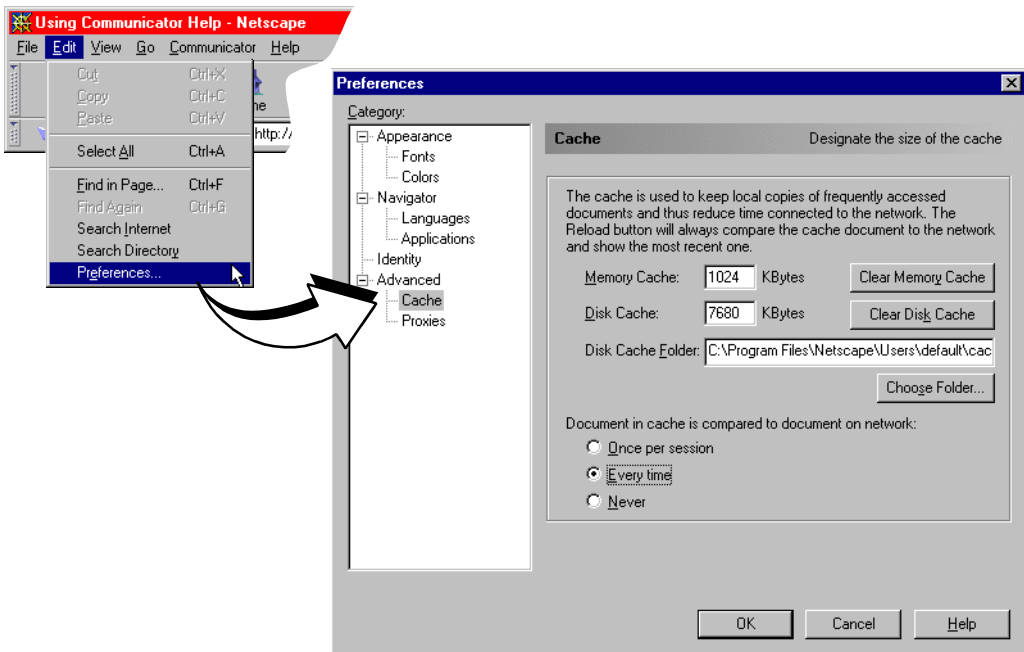 Using Communicator Help - Netscape
File Edit View Go Communicator Help
Cut Ctrl+X
Copy Ctrl+C
Paste Ctrl+V
Select All Ctrl+A
Find in Page... Ctrl+F
Find Again Ctrl+G
Search Internet
Search Directory
Preferences...
http://
Preferences
Category:
Appearance
Fonts
Colors
Navigator
Languages
Applications
Identity
Advanced
Cache
Proxies
Cache Designate the size of the cache
The cache is used to keep local copies of frequently accessed
documents and thus reduce time connected to the network. The
Reload button will always compare the cache document to the network
and show the most recent one.
Memory Cache: 1024 KBytes Clear Memory Cache
Disk Cache: 7680 KBytes Clear Disk Cache
Disk Cache Folder: C:\Program Files\Netscape\Users\default\cac
Choose Folder...
Document in cache is compared to document on network:
Once per session
Every time
Never
OK Cancel Help